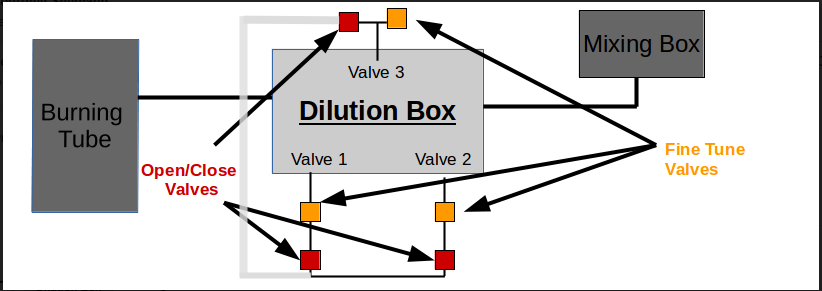 Mixing Box
Valve 3
Burning
Tube
Dilution Box
Valve 1
Valve 2
Open/Close
Valves
Fine Tune
Valves